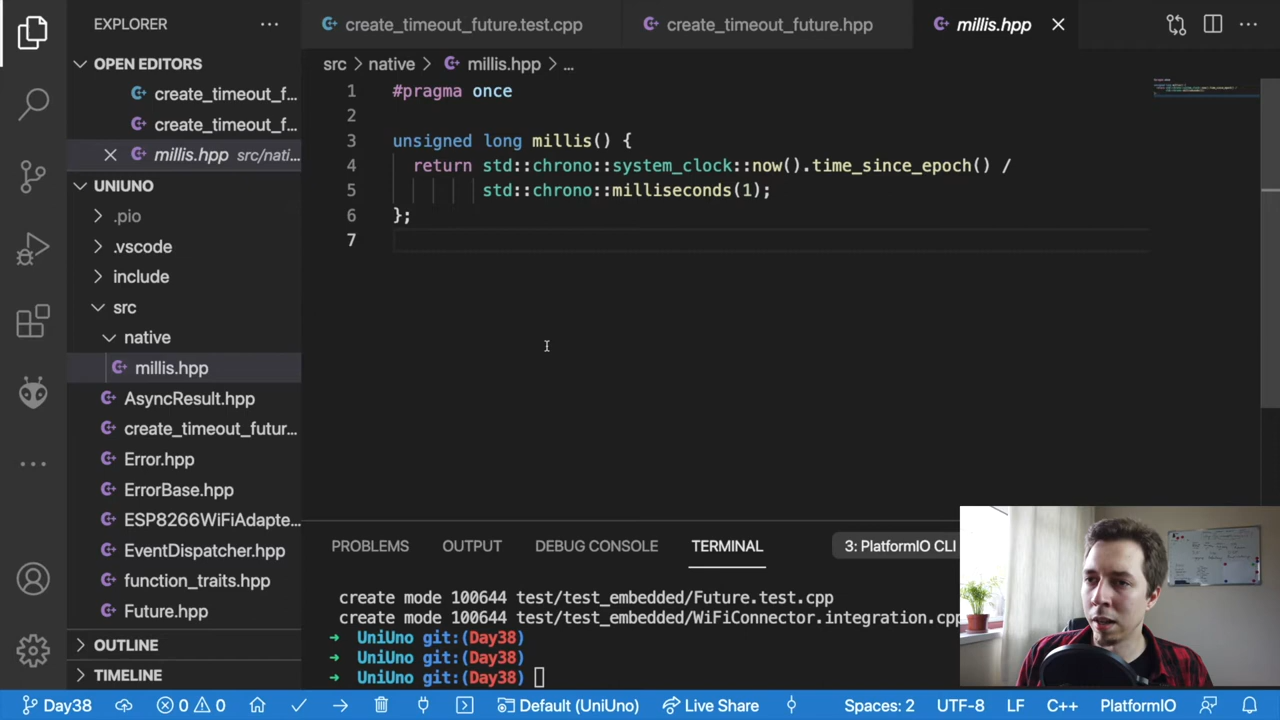 EXPLORER
OPEN EDITORS
create_timeout_f...
create_timeout_f...
millis.hpp src/nati...
UNIUNO
.pio
.vscode
include
src
native
millis.hpp
AsyncResult.hpp
create_timeout_futur...
Error.hpp
ErrorBase.hpp
ESP8266WiFiAdapte...
EventDispatcher.hpp
function_traits.hpp
Future.hpp
OUTLINE
TIMELINE
create_timeout_future.test.cpp
create_timeout_future.hpp
millis.hpp
src > native > millis.hpp > ...
1 #pragma once
2
3 unsigned long millis() {
4 return std::chrono::system_clock::now().time_since_epoch() /
5 std::chrono::milliseconds(1);
6 };
7
PROBLEMS OUTPUT DEBUG CONSOLE TERMINAL 3: PlatformIO CLI
create mode 100644 test/test_embedded/Future.test.cpp
create mode 100644 test/test_embedded/WiFiConnector.integration.cpp
→ UniUno git:(Day38)
→ UniUno git:(Day38)
→ UniUno git:(Day38)
Day38 0 0 Default (UniUno) Live Share Spaces: 2 UTF-8 LF C++ PlatformIO